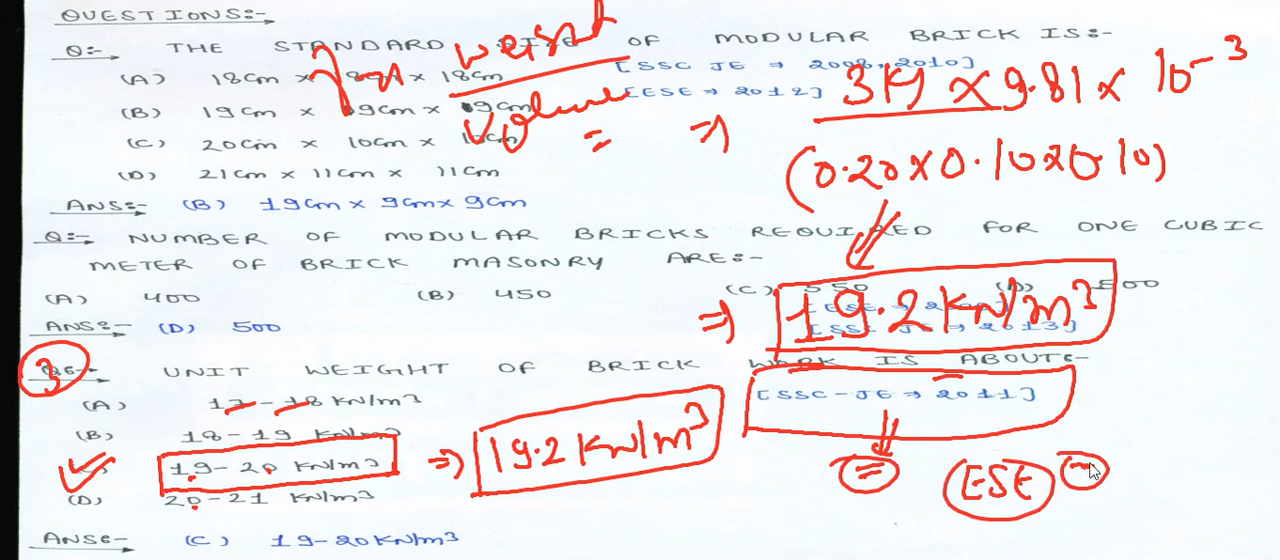 QUESTIONS:-
Q:- THE STANDARD SIZE OF MODULAR BRICK IS:-
[SSC JE → 2008, 2010]
[ESE → 2012]
(A) 18cm × 8cm × 18cm
(B) 19cm × 9cm × 9cm
(C) 20cm × 10cm × 10cm
(D) 21cm × 11cm × 11cm
ANS:- (B) 19cm × 9cm × 9cm
weight
volume = ⇒
3kg × 9.81 × 10⁻³
(0.20×0.10×0.10)
Q:- NUMBER OF MODULAR BRICKS REQUIRED FOR ONE CUBIC
METER OF BRICK MASONRY ARE:-
(A) 400 (B) 450 (C) 550 (D) 500
[SSC JE → 2013]
ANS:- (D) 500
⇒ 19.2 KN/m³
3
Q:- UNIT WEIGHT OF BRICK WORK IS ABOUT:-
[SSC-JE → 2011]
(A) 17-18 KN/m³
(B) 18-19 KN/m³
(C) 19-20 KN/m³ ⇒ 19.2 KN/m³
(D) 20-21 KN/m³
= ESE
ANS:- (C) 19-20KN/m³